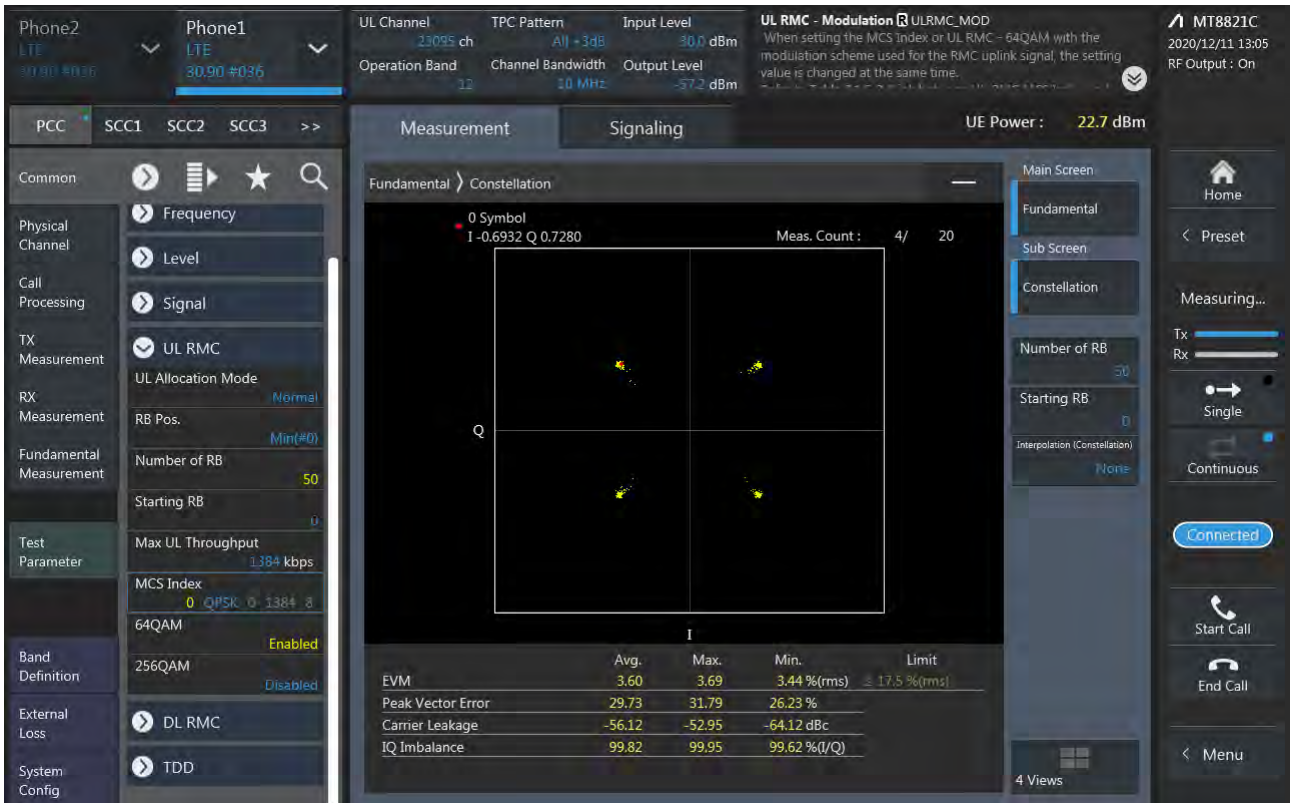 Phone2
LTE
30.90 #036
Phone1
LTE
30.90 #036
UL Channel
23095 ch
TPC Pattern
All +3dB
Input Level
30.0 dBm
Operation Band
12
Channel Bandwidth
10 MHz
Output Level
-57.2 dBm
UL RMC - Modulation R ULRMC_MOD
When setting the MCS Index or UL RMC – 64QAM with the
modulation scheme used for the RMC uplink signal, the setting
value is changed at the same time.
MT8821C
2020/12/11 13:05
RF Output : On
PCC SCC1 SCC2 SCC3 >>
Measurement
Signaling
UE Power : 22.7 dBm
Common
Physical
Channel
Call
Processing
TX
Measurement
RX
Measurement
Fundamental
Measurement
Test
Parameter
Band
Definition
External
Loss
System
Config
Frequency
Level
Signal
UL RMC
UL Allocation Mode
Normal
RB Pos.
Min(#0)
Number of RB
50
Starting RB
0
Max UL Throughput
1384 kbps
MCS Index
0 QPSK 0 1384 8
64QAM
Enabled
256QAM
Disabled
DL RMC
TDD
Fundamental 〉 Constellation
0 Symbol
I -0.6932 Q 0.7280
Meas. Count : 4/ 20
Q
I
Avg. Max. Min. Limit
EVM 3.60 3.69 3.44 %(rms) ≤ 17.5 %(rms)
Peak Vector Error 29.73 31.79 26.23 %
Carrier Leakage -56.12 -52.95 -64.12 dBc
IQ Imbalance 99.82 99.95 99.62 %(I/Q)
Main Screen
Fundamental
Sub Screen
Constellation
Number of RB
50
Starting RB
0
Interpolation (Constellation)
None
4 Views
Home
< Preset
Measuring...
Tx
Rx
Single
Continuous
Connected
Start Call
End Call
< Menu